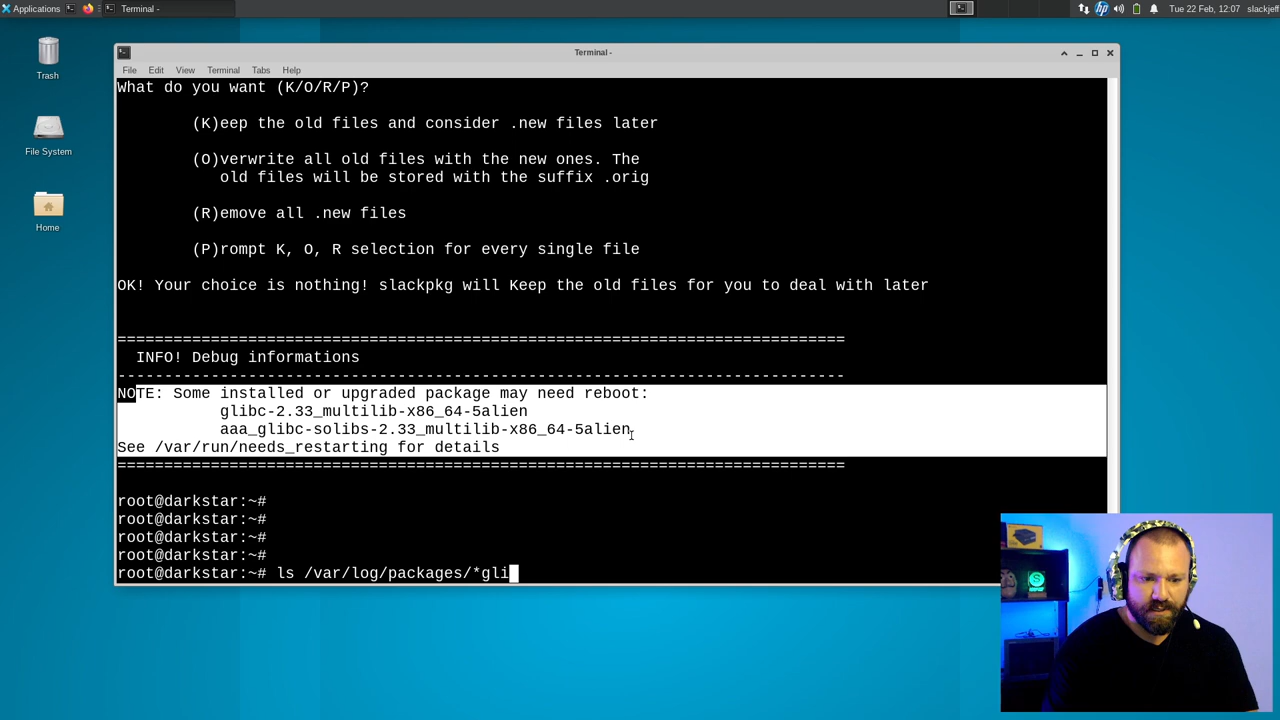 Applications
Terminal -
Tue 22 Feb, 12:07
slackjeff
Trash
File System
Home
Terminal -
File Edit View Terminal Tabs Help
What do you want (K/O/R/P)?
(K)eep the old files and consider .new files later
(O)verwrite all old files with the new ones. The
old files will be stored with the suffix .orig
(R)emove all .new files
(P)rompt K, O, R selection for every single file
OK! Your choice is nothing! slackpkg will Keep the old files for you to deal with later
==============================================================================
INFO! Debug informations
------------------------------------------------------------------------------
NOTE: Some installed or upgraded package may need reboot:
glibc-2.33_multilib-x86_64-5alien
aaa_glibc-solibs-2.33_multilib-x86_64-5alien
See /var/run/needs_restarting for details
==============================================================================
root@darkstar:~#
root@darkstar:~#
root@darkstar:~#
root@darkstar:~#
root@darkstar:~# ls /var/log/packages/*gli